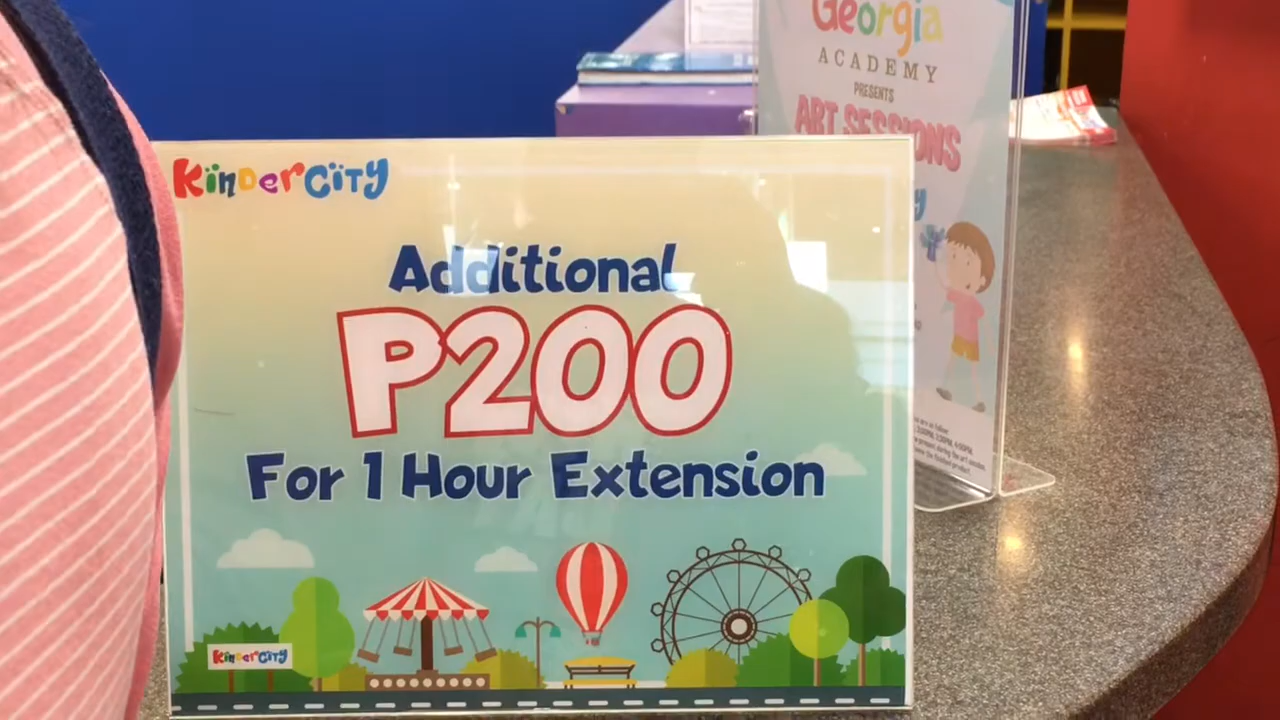 KinderCity
Additional
P200
For 1 Hour Extension
KinderCity
Georgia
ACADEMY
PRESENTS
ART SESSIONS